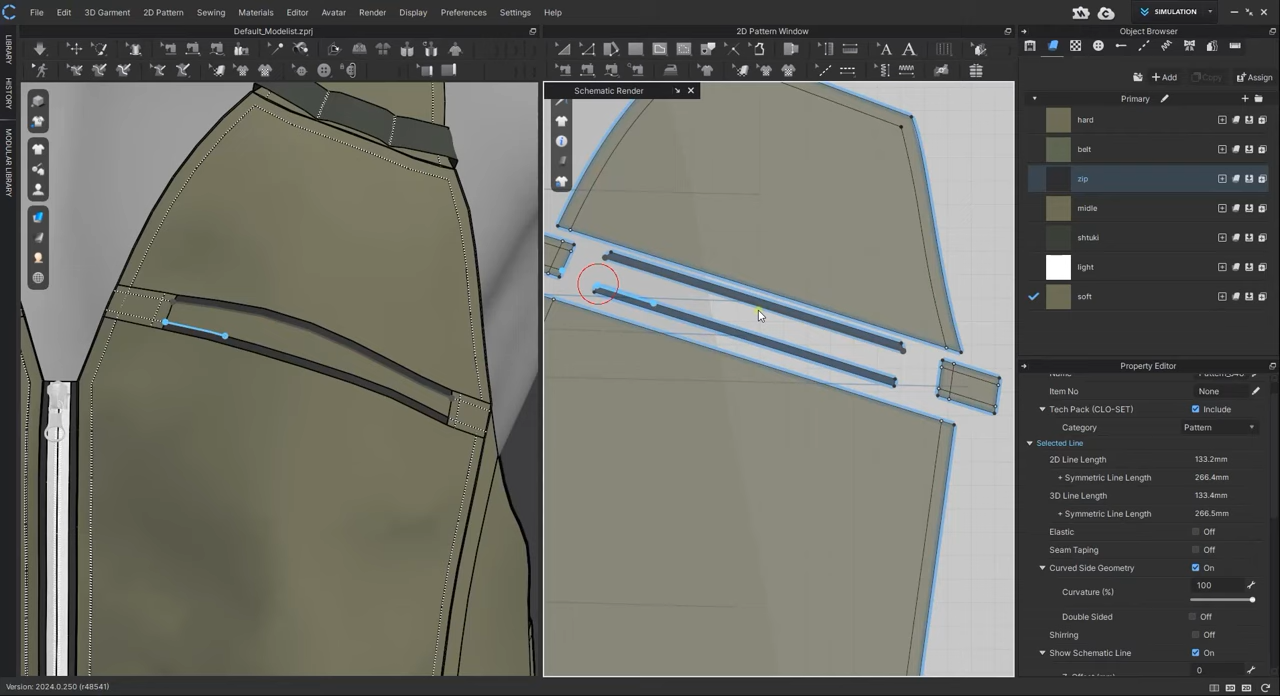 File Edit 3D Garment 2D Pattern Sewing Materials Editor Avatar Render Display Preferences Settings Help
SIMULATION
Default_Modelist.zprj
2D Pattern Window
Object Browser
LIBRARY
HISTORY
MODULAR LIBRARY
Schematic Render
Add
Copy
Assign
Primary
hard
belt
zip
midle
shtuki
light
soft
Property Editor
Item No None
Tech Pack (CLO-SET) Include
Category Pattern
Selected Line
2D Line Length 133.2mm
+ Symmetric Line Length 266.4mm
3D Line Length 133.4mm
+ Symmetric Line Length 266.5mm
Elastic Off
Seam Taping Off
Curved Side Geometry On
Curvature (%) 100
Double Sided Off
Shirring Off
Show Schematic Line On
0
Version: 2024.0.250 (r48541)
3D
2D